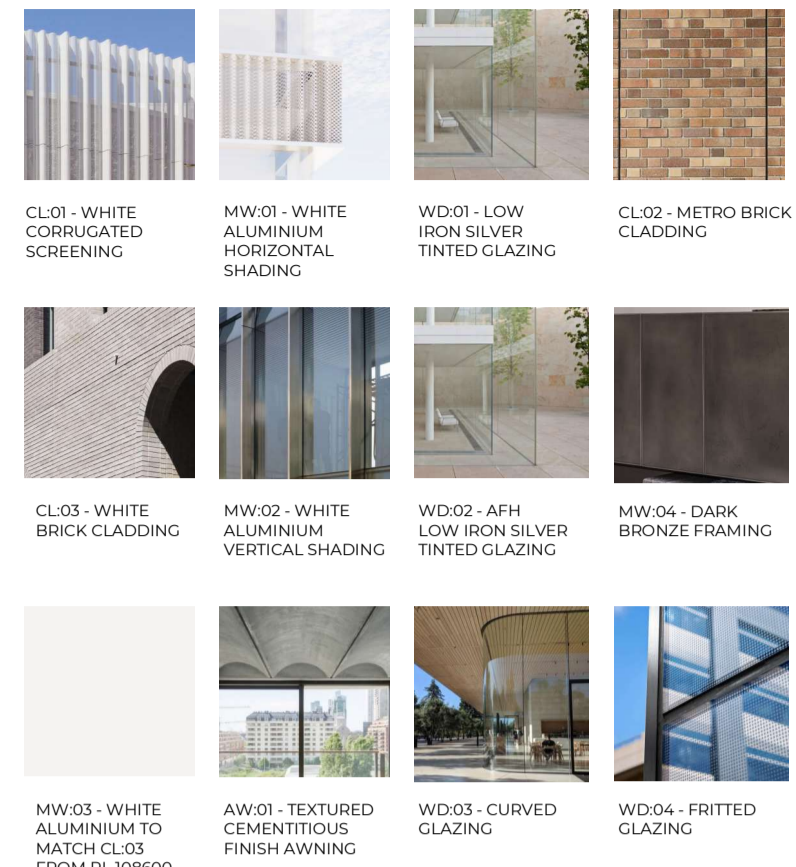 CL:01 - WHITE
CORRUGATED
SCREENING
MW:01 - WHITE
ALUMINIUM
HORIZONTAL
SHADING
WD:01 - LOW
IRON SILVER
TINTED GLAZING
CL:02 - METRO BRICK
CLADDING
CL:03 - WHITE
BRICK CLADDING
MW:02 - WHITE
ALUMINIUM
VERTICAL SHADING
WD:02 - AFH
LOW IRON SILVER
TINTED GLAZING
MW:04 - DARK
BRONZE FRAMING
MW:03 - WHITE
ALUMINIUM TO
MATCH CL:03
FROM RL 108600
AW:01 - TEXTURED
CEMENTITIOUS
FINISH AWNING
WD:03 - CURVED
GLAZING
WD:04 - FRITTED
GLAZING